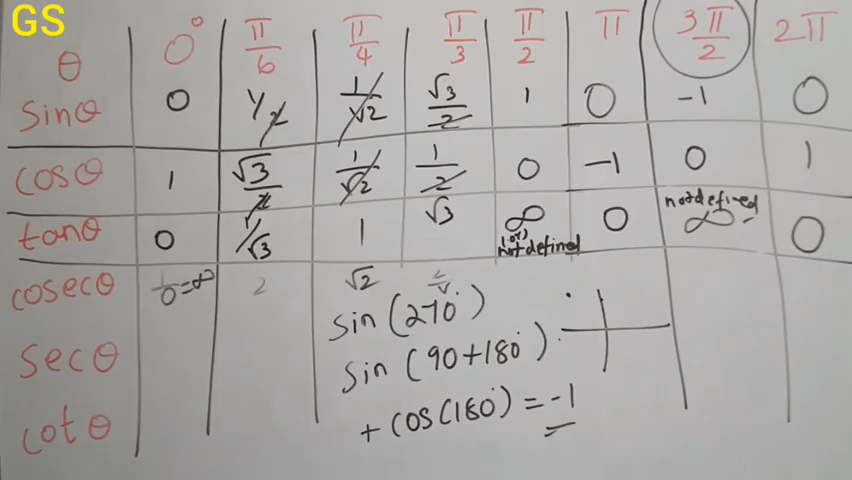 GS
θ 0° π/6 π/4 π/3 π/2 π 3π/2 2π
sinθ 0 1/2 1/√2 √3/2 1 0 -1 0
cosθ 1 √3/2 1/√2 1/2 0 -1 0 1
tanθ 0 1/√3 1 √3 ∞ (or) not defined 0 not defined ∞ 0
cosecθ 1/0=∞ 2 √2
secθ
cotθ
sin(270°)
sin(90+180°)
+cos(180°) = -1